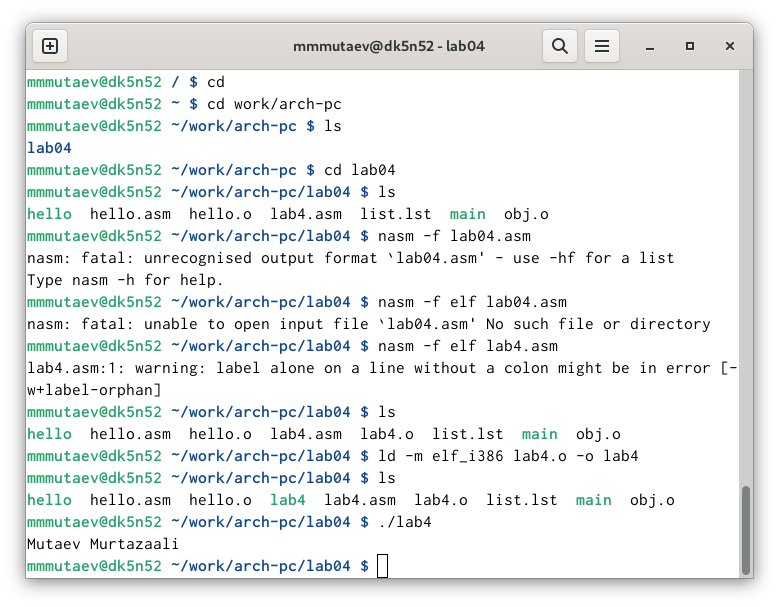 mmmutaev@dk5n52 - lab04
mmmutaev@dk5n52 / $ cd
mmmutaev@dk5n52 ~ $ cd work/arch-pc
mmmutaev@dk5n52 ~/work/arch-pc $ ls
lab04
mmmutaev@dk5n52 ~/work/arch-pc $ cd lab04
mmmutaev@dk5n52 ~/work/arch-pc/lab04 $ ls
hello  hello.asm  hello.o  lab4.asm  list.lst  main  obj.o
mmmutaev@dk5n52 ~/work/arch-pc/lab04 $ nasm -f lab04.asm
nasm: fatal: unrecognised output format `lab04.asm' - use -hf for a list
Type nasm -h for help.
mmmutaev@dk5n52 ~/work/arch-pc/lab04 $ nasm -f elf lab04.asm
nasm: fatal: unable to open input file `lab04.asm' No such file or directory
mmmutaev@dk5n52 ~/work/arch-pc/lab04 $ nasm -f elf lab4.asm
lab4.asm:1: warning: label alone on a line without a colon might be in error [-
w+label-orphan]
mmmutaev@dk5n52 ~/work/arch-pc/lab04 $ ls
hello  hello.asm  hello.o  lab4.asm  lab4.o  list.lst  main  obj.o
mmmutaev@dk5n52 ~/work/arch-pc/lab04 $ ld -m elf_i386 lab4.o -o lab4
mmmutaev@dk5n52 ~/work/arch-pc/lab04 $ ls
hello  hello.asm  hello.o  lab4  lab4.asm  lab4.o  list.lst  main  obj.o
mmmutaev@dk5n52 ~/work/arch-pc/lab04 $ ./lab4
Mutaev Murtazaali
mmmutaev@dk5n52 ~/work/arch-pc/lab04 $